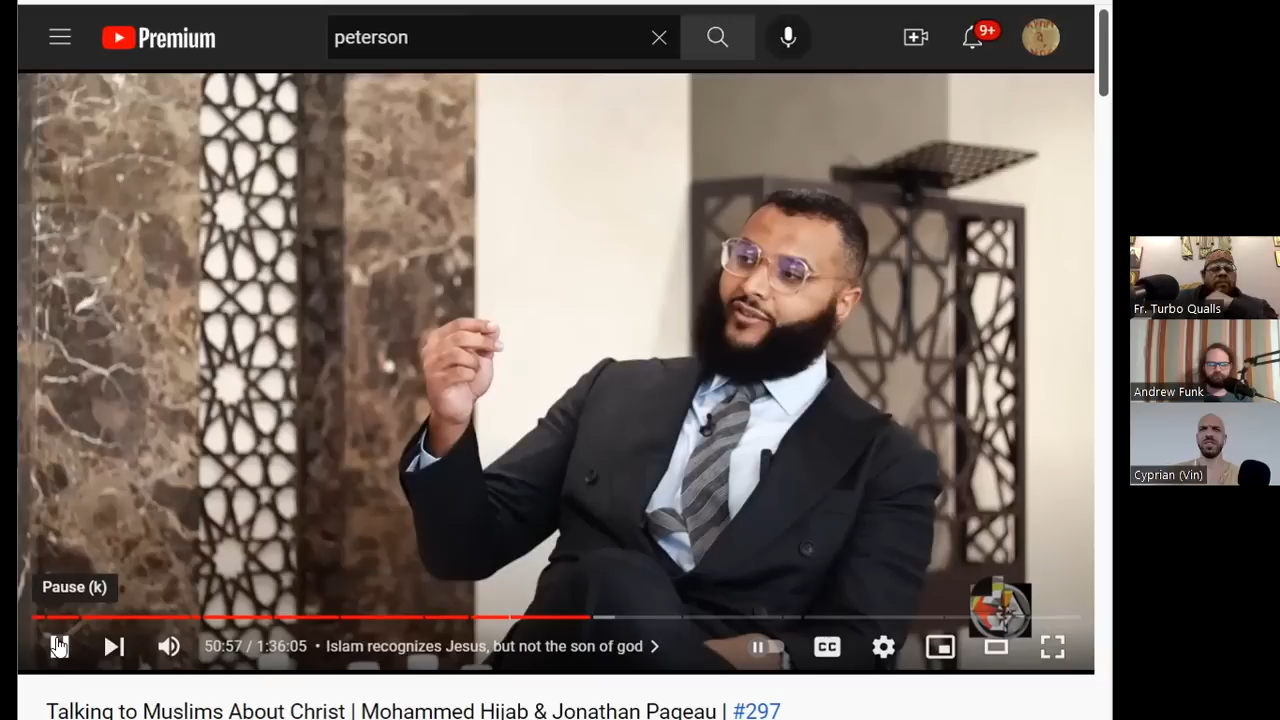 Premium
peterson
9+
Fr. Turbo Qualls
Andrew Funk
Cyprian (Vin)
Pause (k)
50:57 / 1:36:05 • Islam recognizes Jesus, but not the son of god
CC
Talking to Muslims About Christ | Mohammed Hijab & Jonathan Pageau | #297